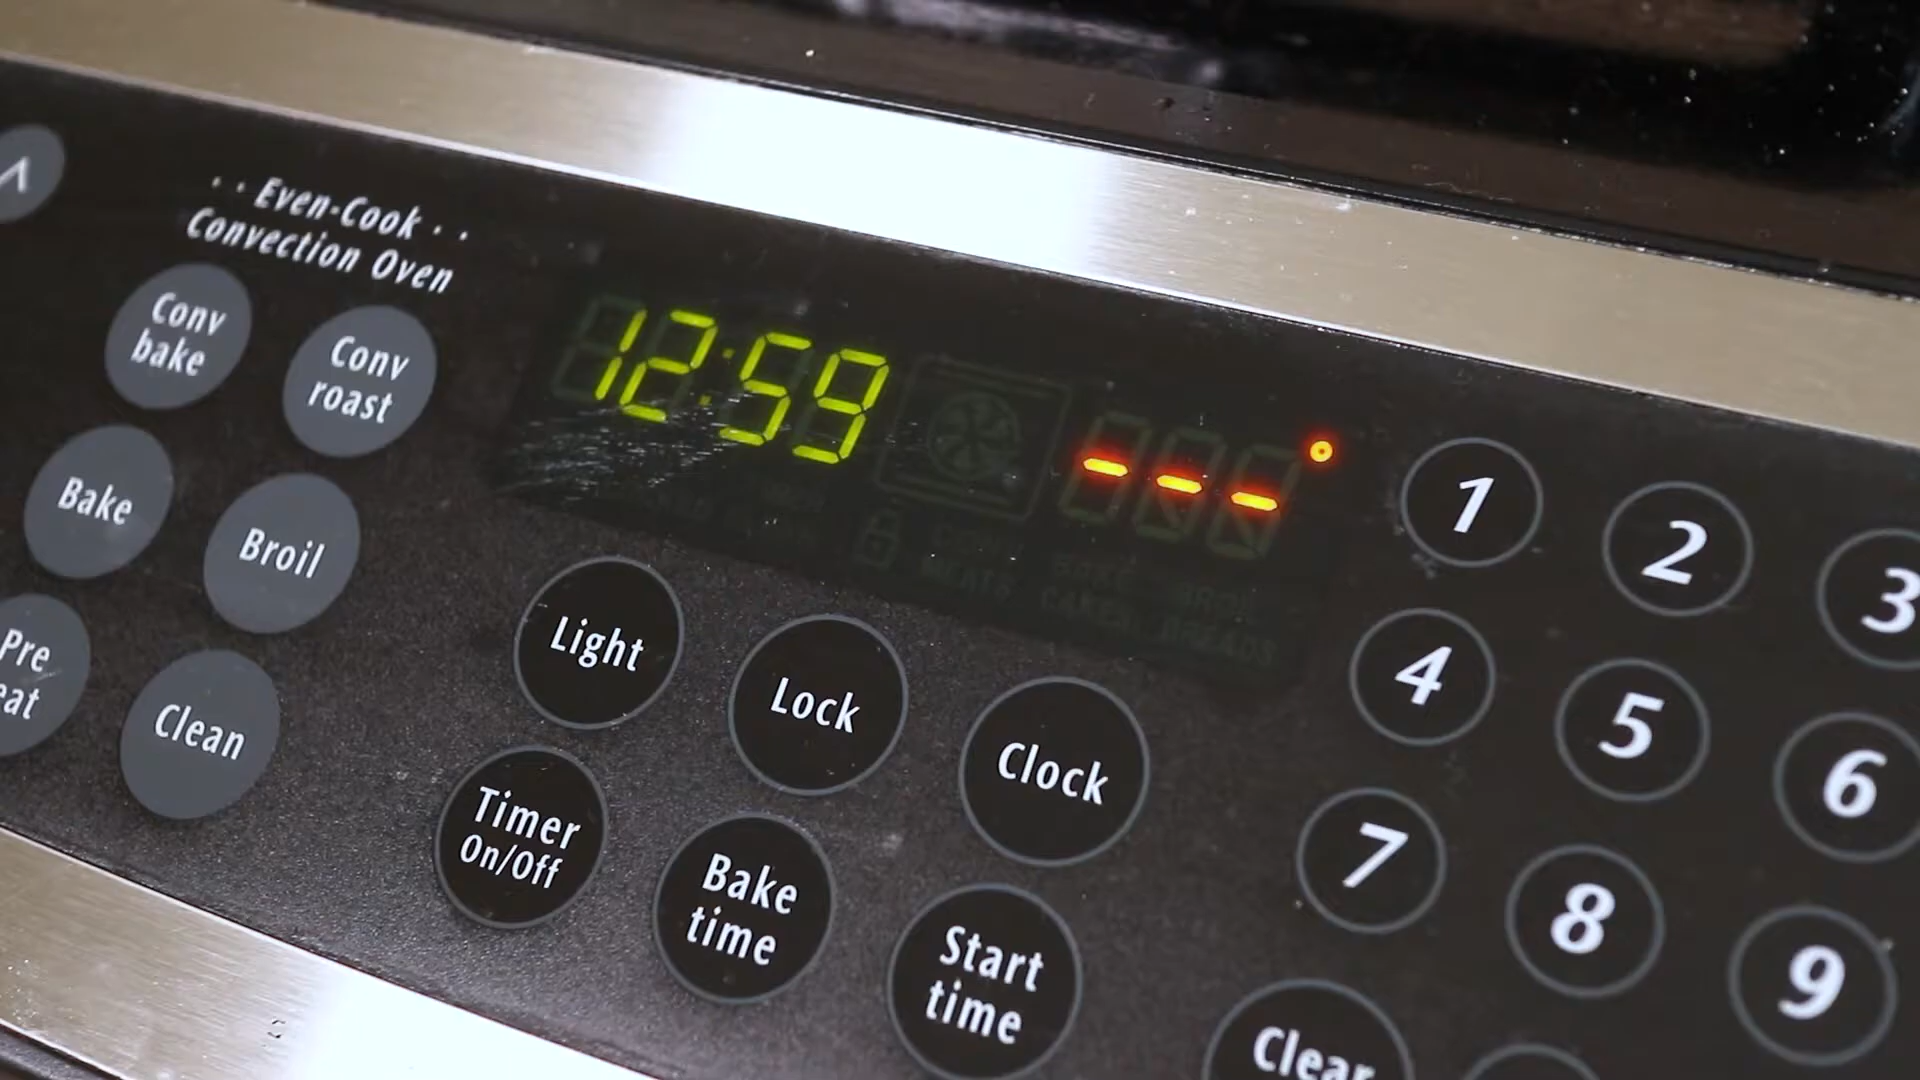 Λ
· · Even-Cook · ·
Convection Oven
Conv
bake
Conv
roast
Bake
Broil
Pre
eat
Clean
12:59
---°
Light
Lock
Clock
Timer
On/Off
Bake
time
Start
time
1
2
3
4
5
6
7
8
9
Clear